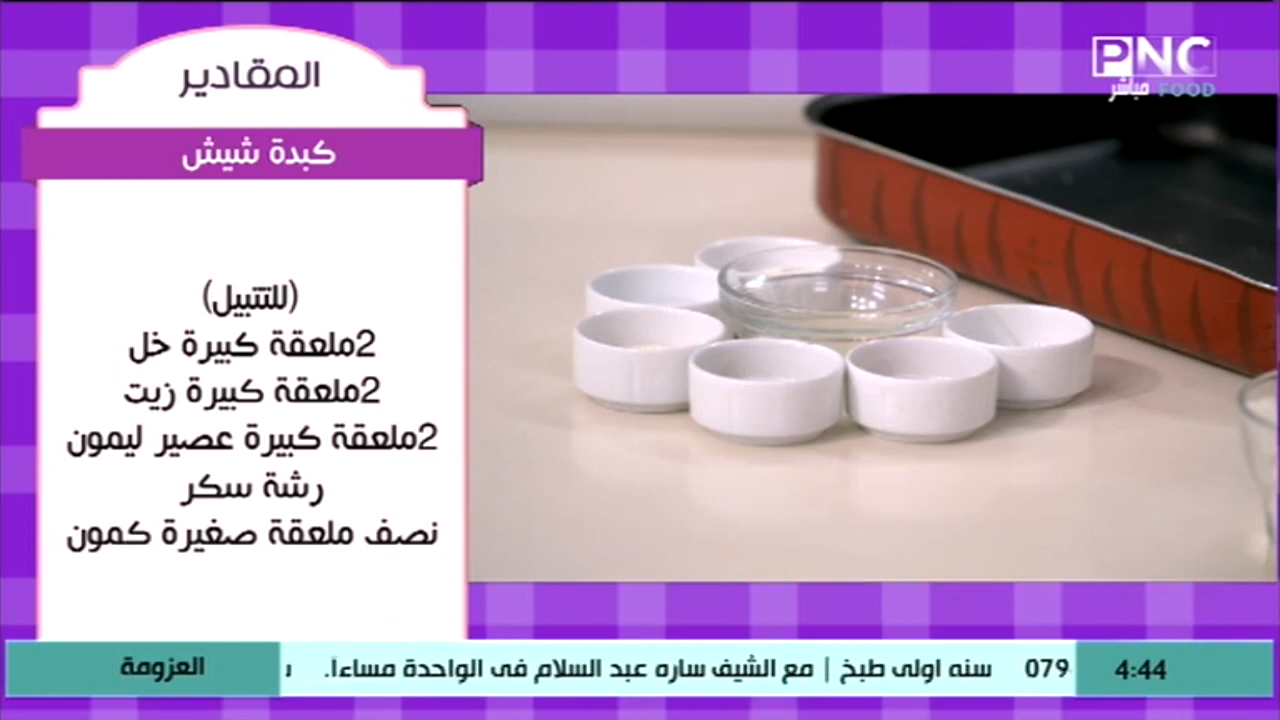 المقادير
كبدة شيش
(للتتبيل)
2ملعقة كبيرة خل
2ملعقة كبيرة زيت
2ملعقة كبيرة عصير ليمون
رشة سكر
نصف ملعقة صغيرة كمون
PNC
مباشر FOOD
4:44
079 سنه اولى طبخ | مع الشيف ساره عبد السلام فى الواحدة مساءاً.
العزومة